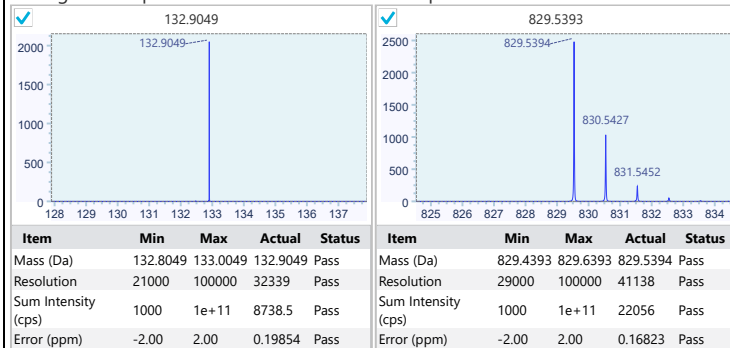 132.9049
132.9049
2000
1500
1000
500
0
128 129 130 131 132 133 134 135 136 137
Item Min Max Actual Status
Mass (Da) 132.8049 133.0049 132.9049 Pass
Resolution 21000 100000 32339 Pass
Sum Intensity
(cps) 1000 1e+11 8738.5 Pass
Error (ppm) -2.00 2.00 0.19854 Pass
829.5393
829.5394
830.5427
831.5452
2500
2000
1500
1000
500
0
825 826 827 828 829 830 831 832 833 834
Item Min Max Actual Status
Mass (Da) 829.4393 829.6393 829.5394 Pass
Resolution 29000 100000 41138 Pass
Sum Intensity
(cps) 1000 1e+11 22056 Pass
Error (ppm) -2.00 2.00 0.16823 Pass